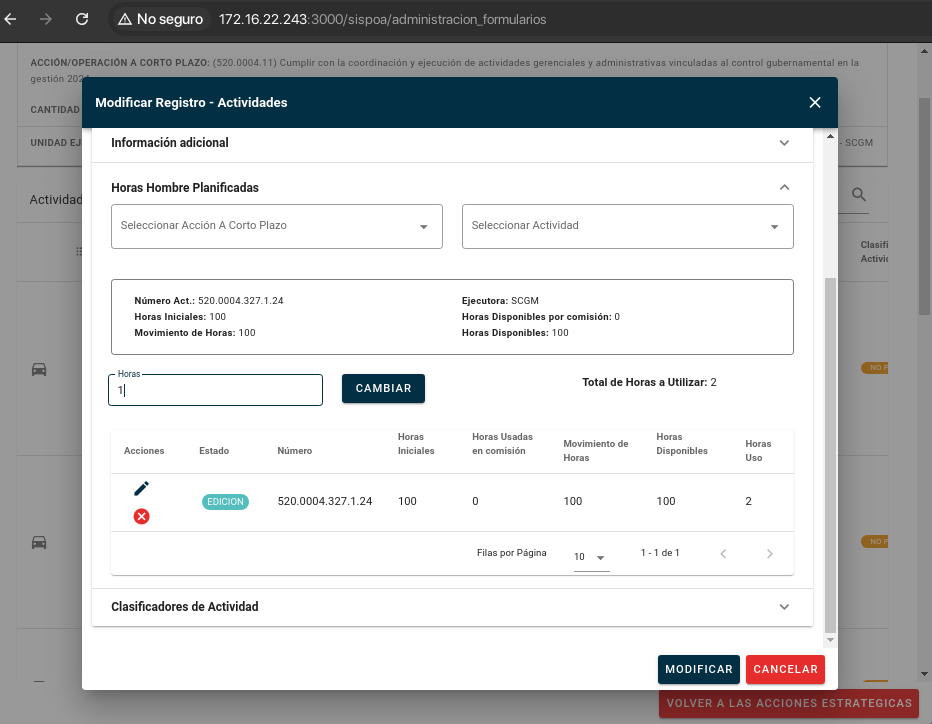 No seguro
172.16.22.243:3000/sispoa/administracion_formularios
ACCIÓN/OPERACIÓN A CORTO PLAZO: (520.0004.11) Cumplir con la coordinación y ejecución de actividades gerenciales y administrativas vinculadas al control gubernamental en la
gestión
CANTIDAD
UNIDAD
- SCGM
Modificar Registro - Actividades
Actividad
Información adicional
Horas Hombre Planificadas
Seleccionar Acción A Corto Plazo
Seleccionar Actividad
Número Act.: 520.0004.327.1.24
Ejecutora: SCGM
Horas Iniciales: 100
Horas Disponibles por comisión: 0
Movimiento de Horas: 100
Horas Disponibles: 100
Horas
1
CAMBIAR
Total de Horas a Utilizar: 2
Acciones
Estado
Número
Horas
Iniciales
Horas Usadas
en comisión
Movimiento de
Horas
Horas
Disponibles
Horas
Uso
EDICION
520.0004.327.1.24
100
0
100
100
2
Filas por Página
10
1 - 1 de 1
Clasificadores de Actividad
MODIFICAR
CANCELAR
VOLVER A LAS ACCIONES ESTRATEGICAS